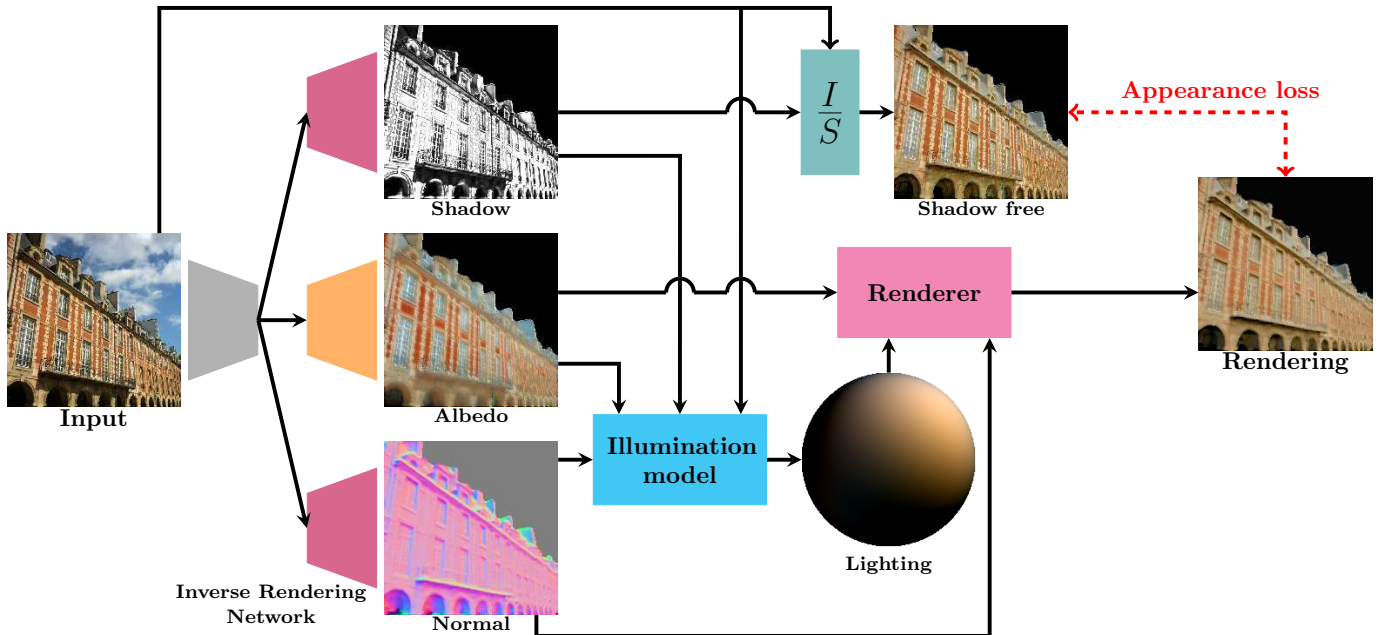 Appearance loss
I
S
Shadow
Shadow free
Renderer
Input
Albedo
Rendering
Illumination
model
Lighting
Inverse Rendering
Network
Normal